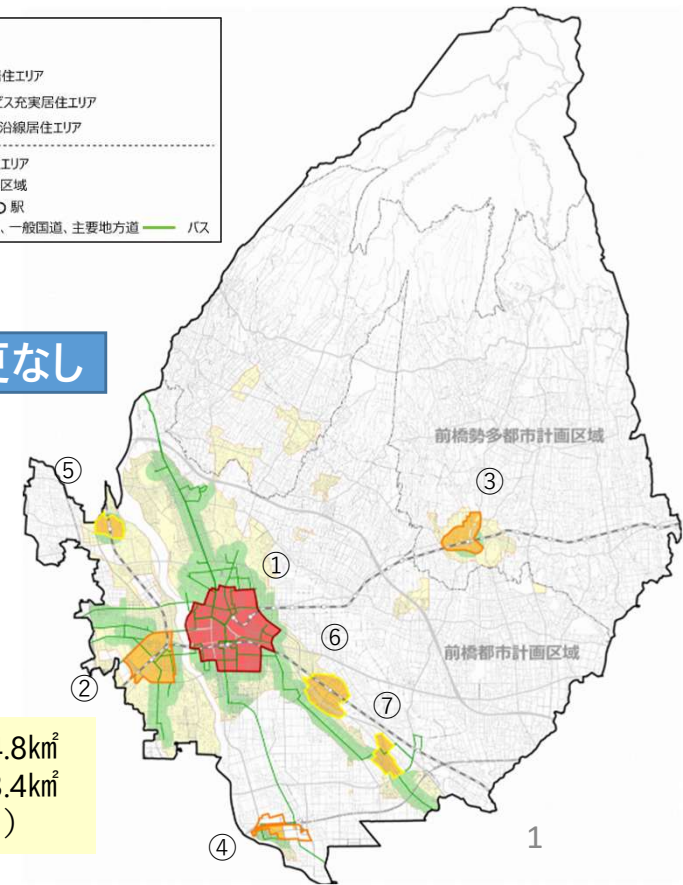 住エリア
ビス充実居住エリア
沿線居住エリア
エリア
区域
駅
、一般国道、主要地方道 バス
更なし
前橋勢多都市計画区域
⑤
③
①
⑥
前橋都市計画区域
②
⑦
.8k㎡
.4k㎡
)
④
1